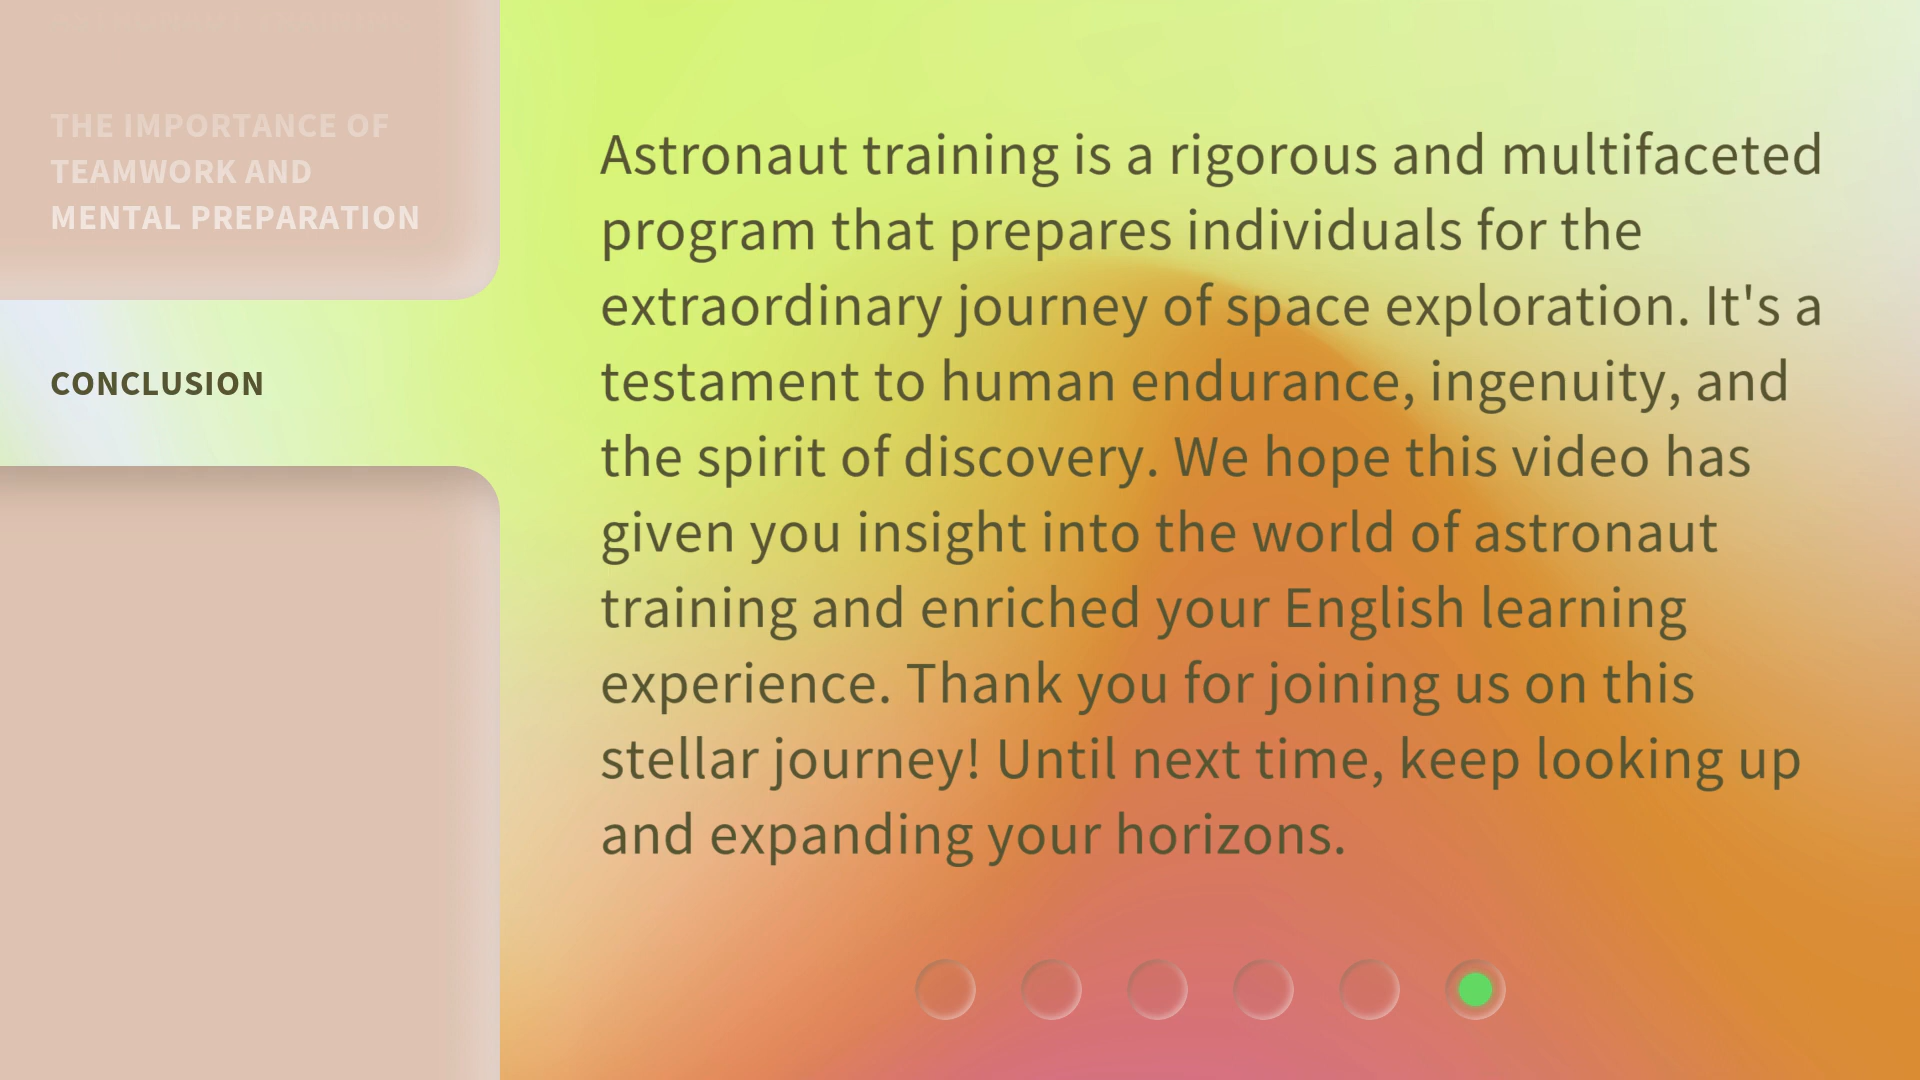 THE IMPORTANCE OF
TEAMWORK AND
MENTAL PREPARATION
CONCLUSION
Astronaut training is a rigorous and multifaceted
program that prepares individuals for the
extraordinary journey of space exploration. It's a
testament to human endurance, ingenuity, and
the spirit of discovery. We hope this video has
given you insight into the world of astronaut
training and enriched your English learning
experience. Thank you for joining us on this
stellar journey! Until next time, keep looking up
and expanding your horizons.